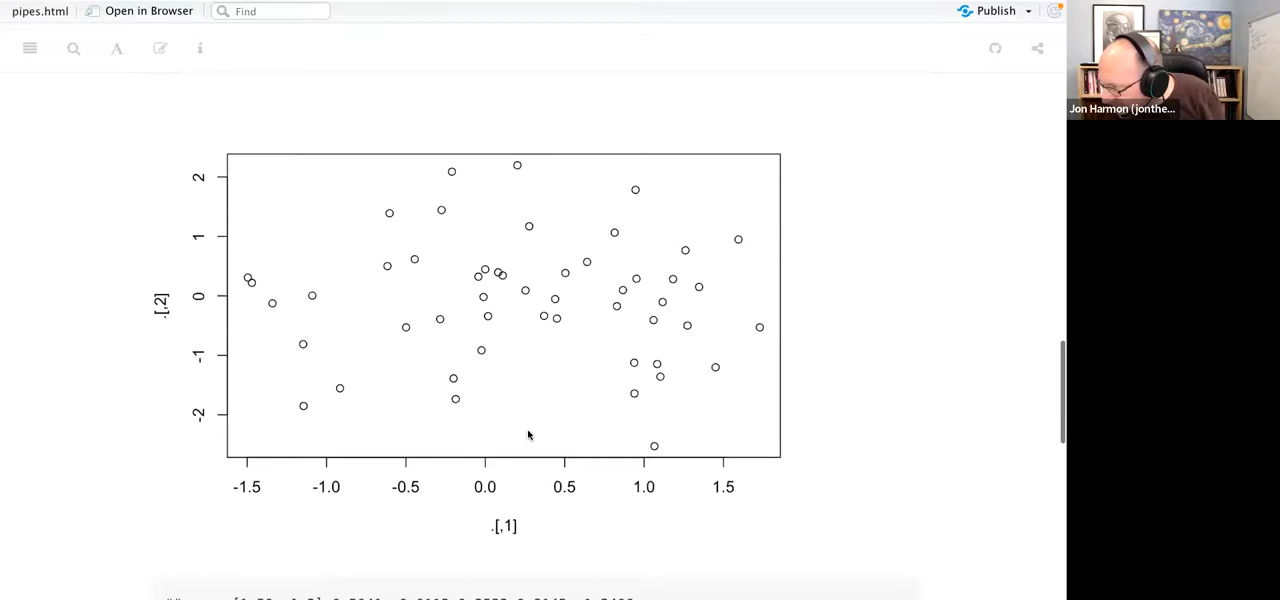 pipes.html Open in Browser Find Publish
A i
Jon Harmon (jonthe...
2
1
0
-1
-2
.[,2]
-1.5 -1.0 -0.5 0.0 0.5 1.0 1.5
.[,1]